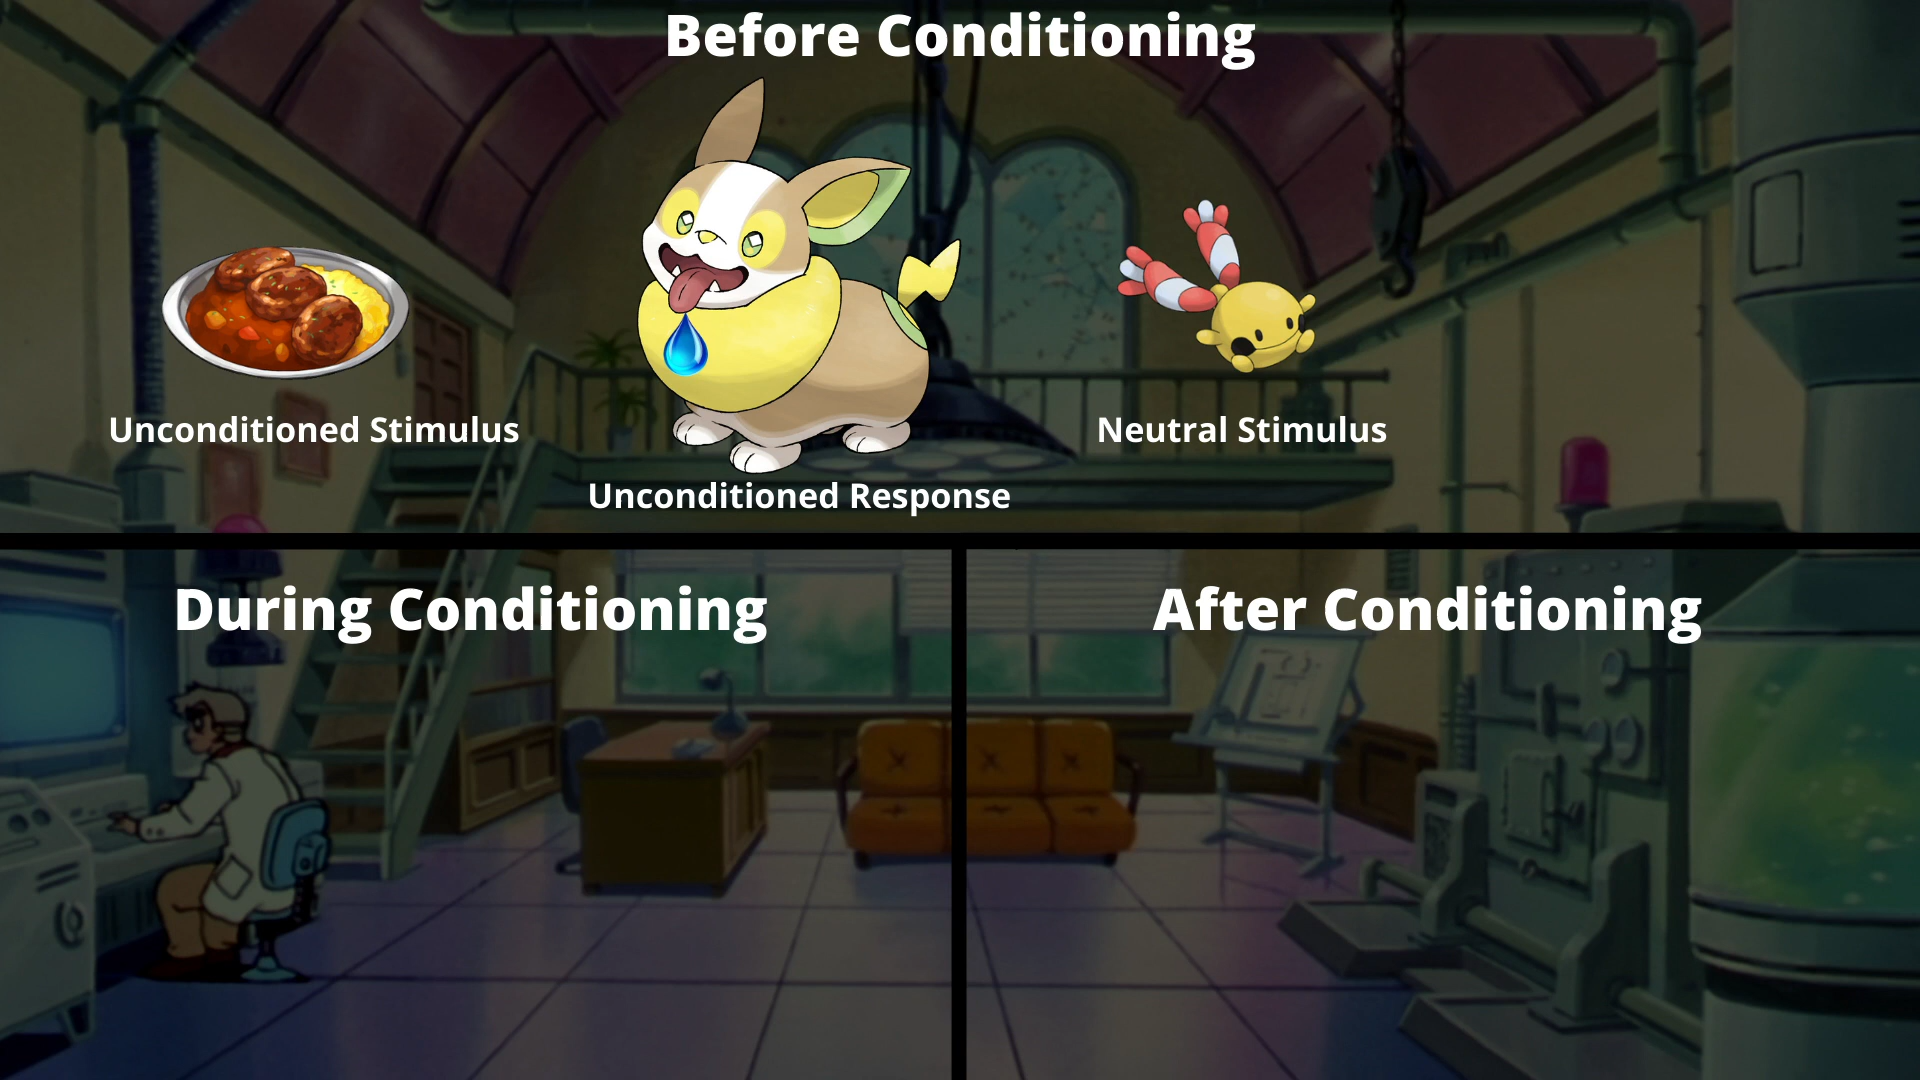 Before Conditioning
Unconditioned Stimulus
Neutral Stimulus
Unconditioned Response
During Conditioning
After Conditioning